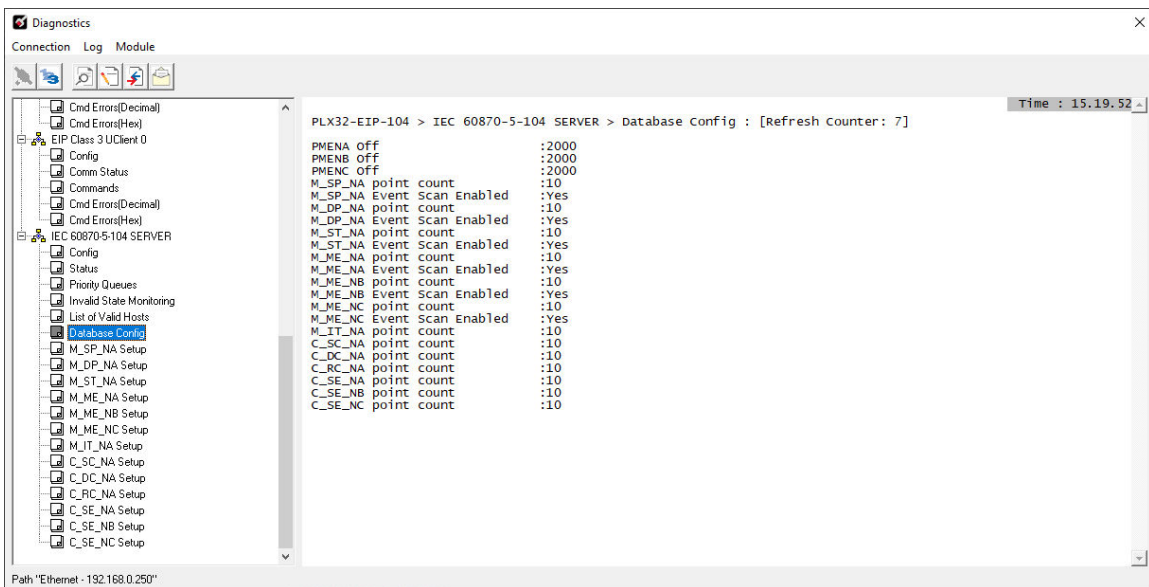 Diagnostics
Connection Log Module
Cmd Errors(Decimal)
Cmd Errors(Hex)
EIP Class 3 UClient 0
Config
Comm Status
Commands
Cmd Errors(Decimal)
Cmd Errors(Hex)
IEC 60870-5-104 SERVER
Config
Status
Priority Queues
Invalid State Monitoring
List of Valid Hosts
Database Config
M_SP_NA Setup
M_DP_NA Setup
M_ST_NA Setup
M_ME_NA Setup
M_ME_NB Setup
M_ME_NC Setup
M_IT_NA Setup
C_SC_NA Setup
C_DC_NA Setup
C_RC_NA Setup
C_SE_NA Setup
C_SE_NB Setup
C_SE_NC Setup
Time : 15.19.52
PLX32-EIP-104 > IEC 60870-5-104 SERVER > Database Config : [Refresh Counter: 7]
PMENA Off :2000
PMENB Off :2000
PMENC Off :2000
M_SP_NA point count :10
M_SP_NA Event Scan Enabled :Yes
M_DP_NA point count :10
M_DP_NA Event Scan Enabled :Yes
M_ST_NA point count :10
M_ST_NA Event Scan Enabled :Yes
M_ME_NA point count :10
M_ME_NA Event Scan Enabled :Yes
M_ME_NB point count :10
M_ME_NB Event Scan Enabled :Yes
M_ME_NC point count :10
M_ME_NC Event Scan Enabled :Yes
M_IT_NA point count :10
C_SC_NA point count :10
C_DC_NA point count :10
C_RC_NA point count :10
C_SE_NA point count :10
C_SE_NB point count :10
C_SE_NC point count :10
Path "Ethernet - 192.168.0.250"